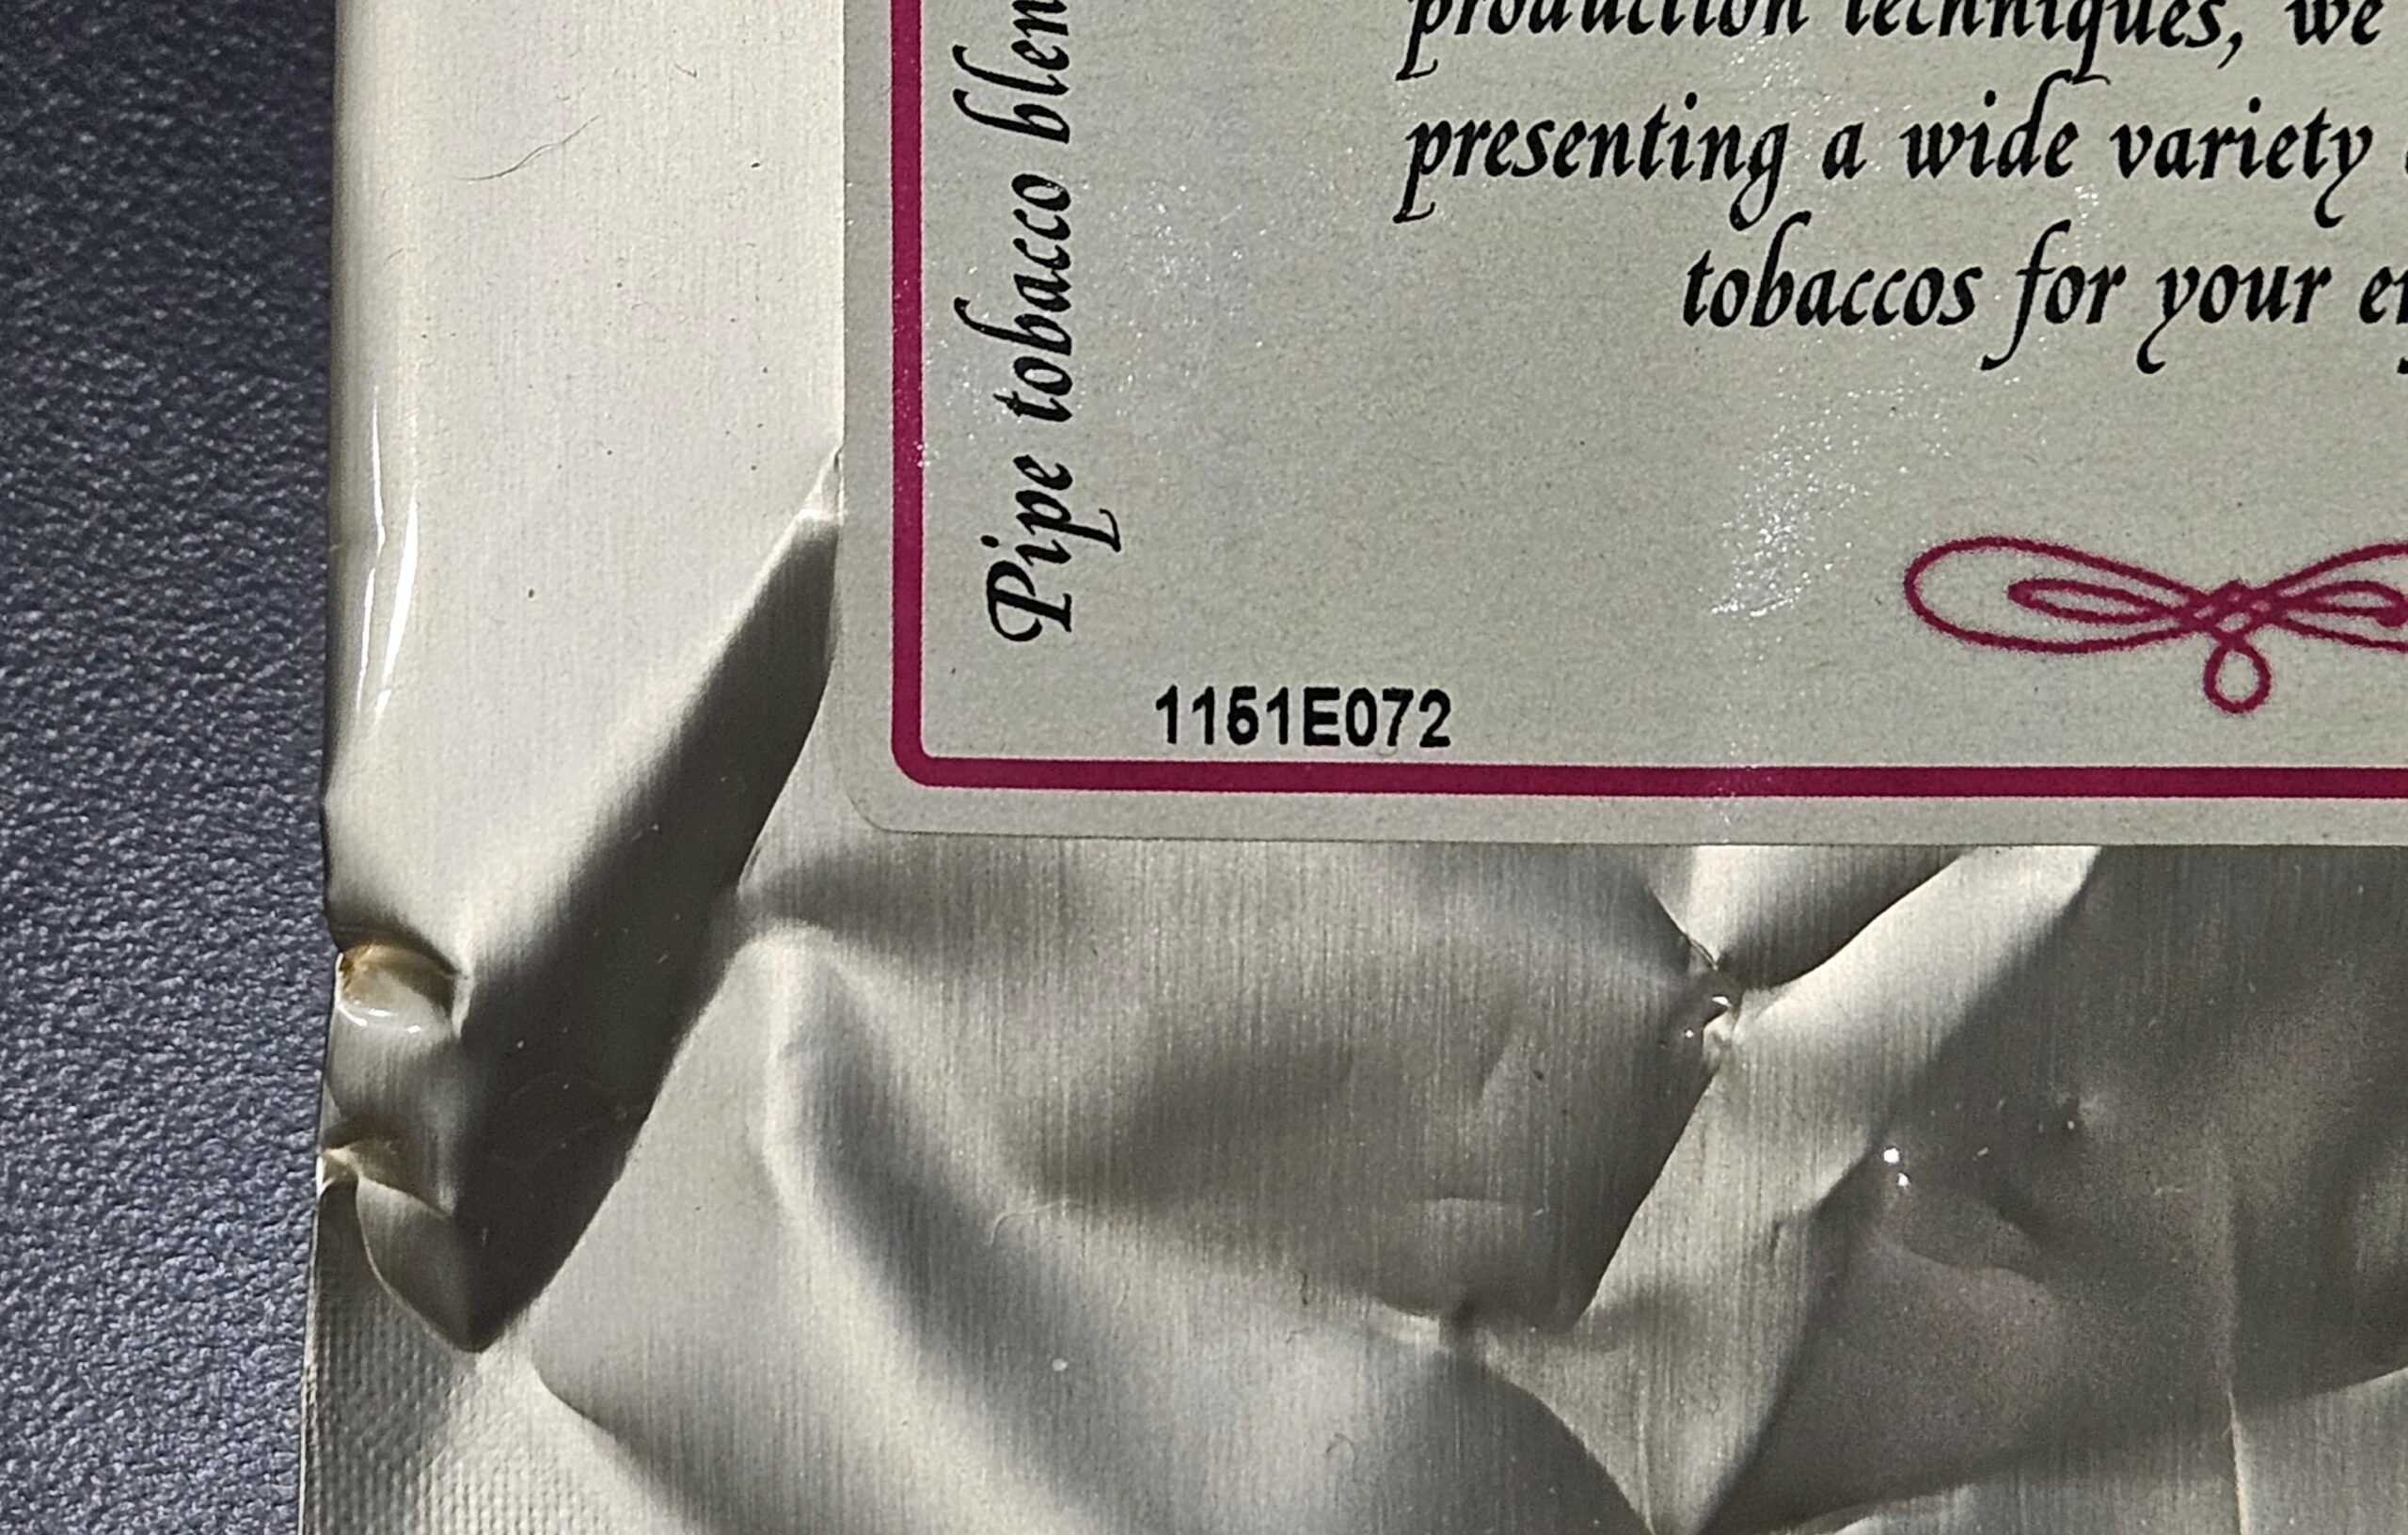 production techniques, we
presenting a wide variety
tobaccos for your
Pipe tobacco
1151E072